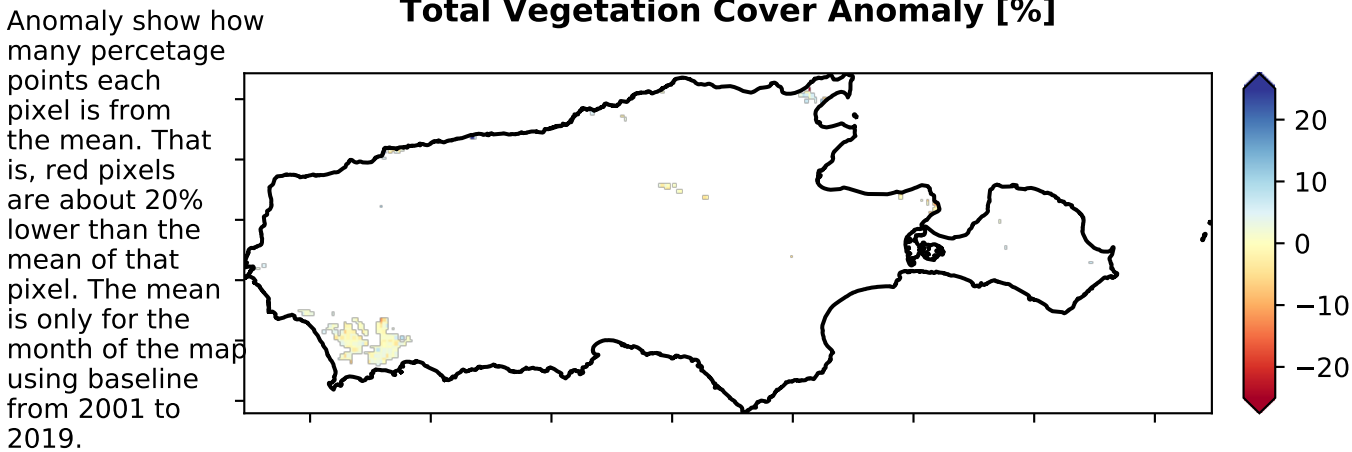 Total Vegetation Cover Anomaly [%]
Anomaly show how
many percetage
points each
pixel is from
the mean. That
is, red pixels
are about 20%
lower than the
mean of that
pixel. The mean
is only for the
month of the map
using baseline
from 2001 to
2019.
20
10
0
−10
−20